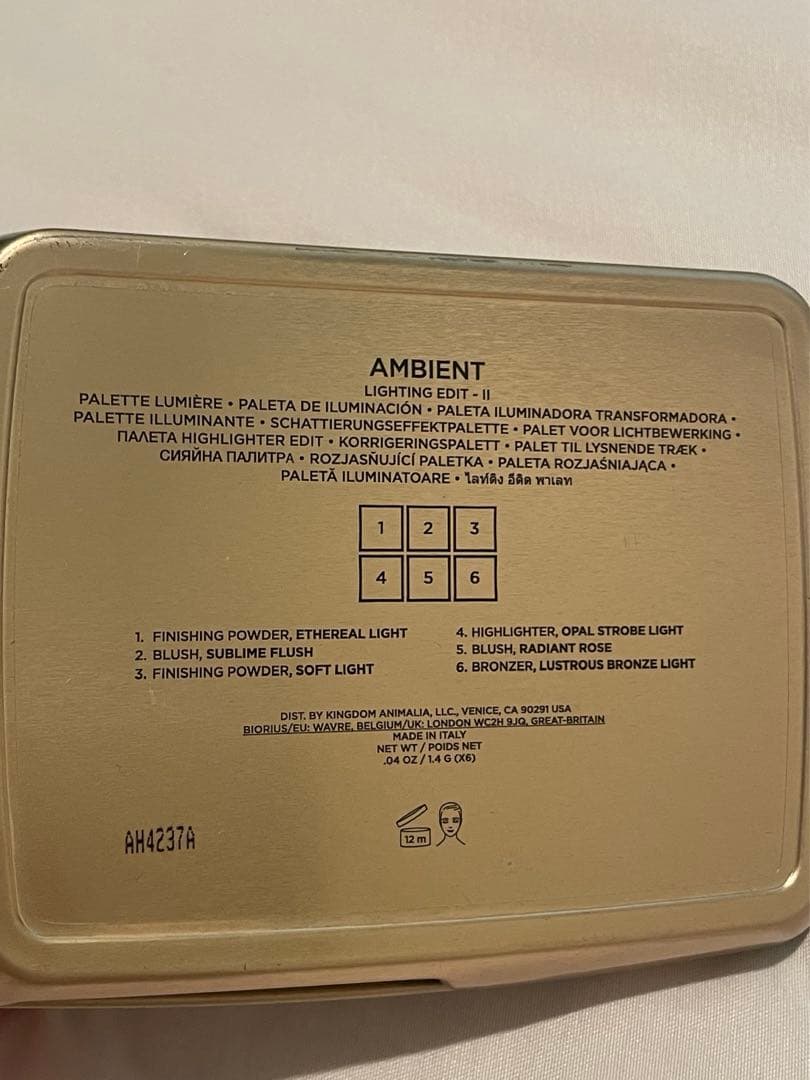 AMBIENT
LIGHTING EDIT - II
PALETTE LUMIÈRE • PALETA DE ILUMINACIÓN • PALETA ILUMINADORA TRANSFORMADORA •
PALETTE ILLUMINANTE • SCHATTIERUNGSEFFEKTPALETTE • PALET VOOR LICHTBEWERKING •
ΠΑΛΕΤΑ HIGHLIGHTER EDIT • KORRIGERINGSPALETT • PALET TIL LYSNENDE TRÆK •
СИЯЙНА ПАЛИТРА • ROZJASŇUJÍCÍ PALETKA • PALETA ROZJAŚNIAJĄCA •
PALETĂ ILUMINATOARE • ไลท์ติง อีดิต พาเลท
1 2 3
4 5 6
1. FINISHING POWDER, ETHEREAL LIGHT
2. BLUSH, SUBLIME FLUSH
3. FINISHING POWDER, SOFT LIGHT
4. HIGHLIGHTER, OPAL STROBE LIGHT
5. BLUSH, RADIANT ROSE
6. BRONZER, LUSTROUS BRONZE LIGHT
DIST. BY KINGDOM ANIMALIA, LLC., VENICE, CA 90291 USA
BIORIUS/EU: WAVRE, BELGIUM/UK: LONDON WC2H 9JQ, GREAT-BRITAIN
MADE IN ITALY
NET WT / POIDS NET
.04 OZ / 1.4 G (X6)
12 m
AH4237A